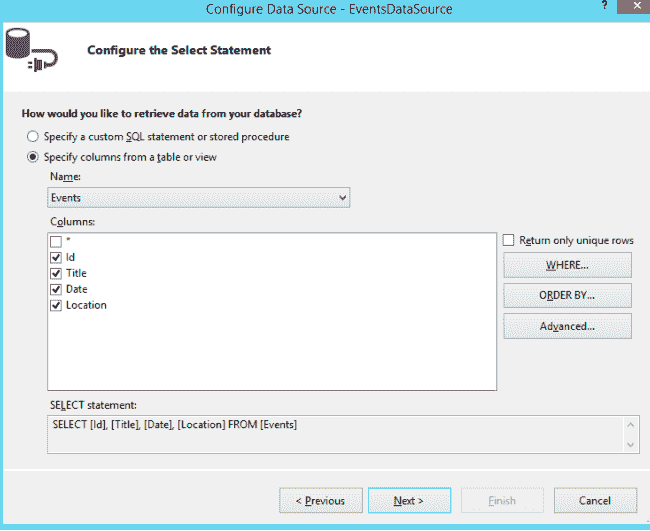 Configure Data Source - EventsDataSource
?
Configure the Select Statement
How would you like to retrieve data from your database?
Specify a custom SQL statement or stored procedure
Specify columns from a table or view
Name:
Events
Columns:
*
Id
Title
Date
Location
Return only unique rows
WHERE...
ORDER BY...
Advanced...
SELECT statement:
SELECT [Id], [Title], [Date], [Location] FROM [Events]
< Previous
Next >
Finish
Cancel